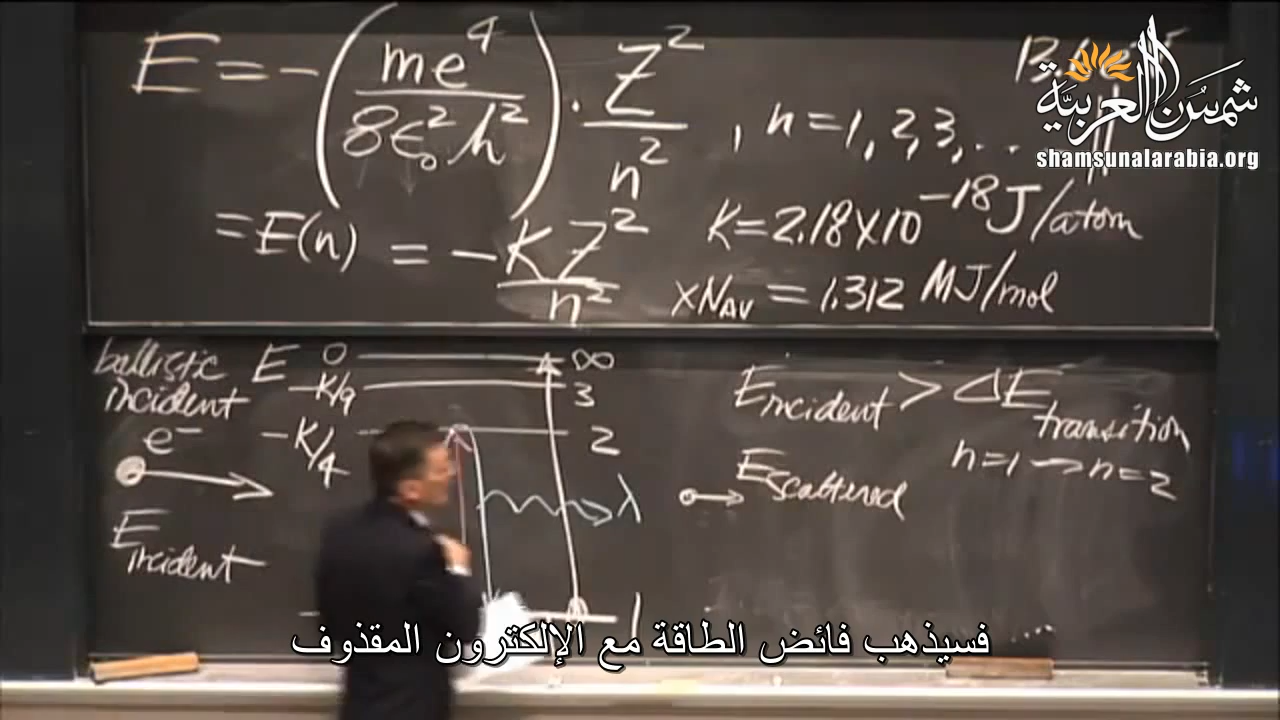 E = -(me⁴/8ε₀²h²) · Z²/n² , n = 1, 2, 3, ...
= E(n) = -KZ²/n²
K = 2.18×10⁻¹⁸ J/atom
×N_AV = 1.312 MJ/mol
شمس العربية
shamsunalarabia.org
ballistic
incident
e⁻
E incident
E 0 ∞
-K/9 3
-K/4 2
λ
1
E incident > ΔE transition
n=1 → n=2
E scattered
فسيذهب فائض الطاقة مع الإلكترون المقذوف